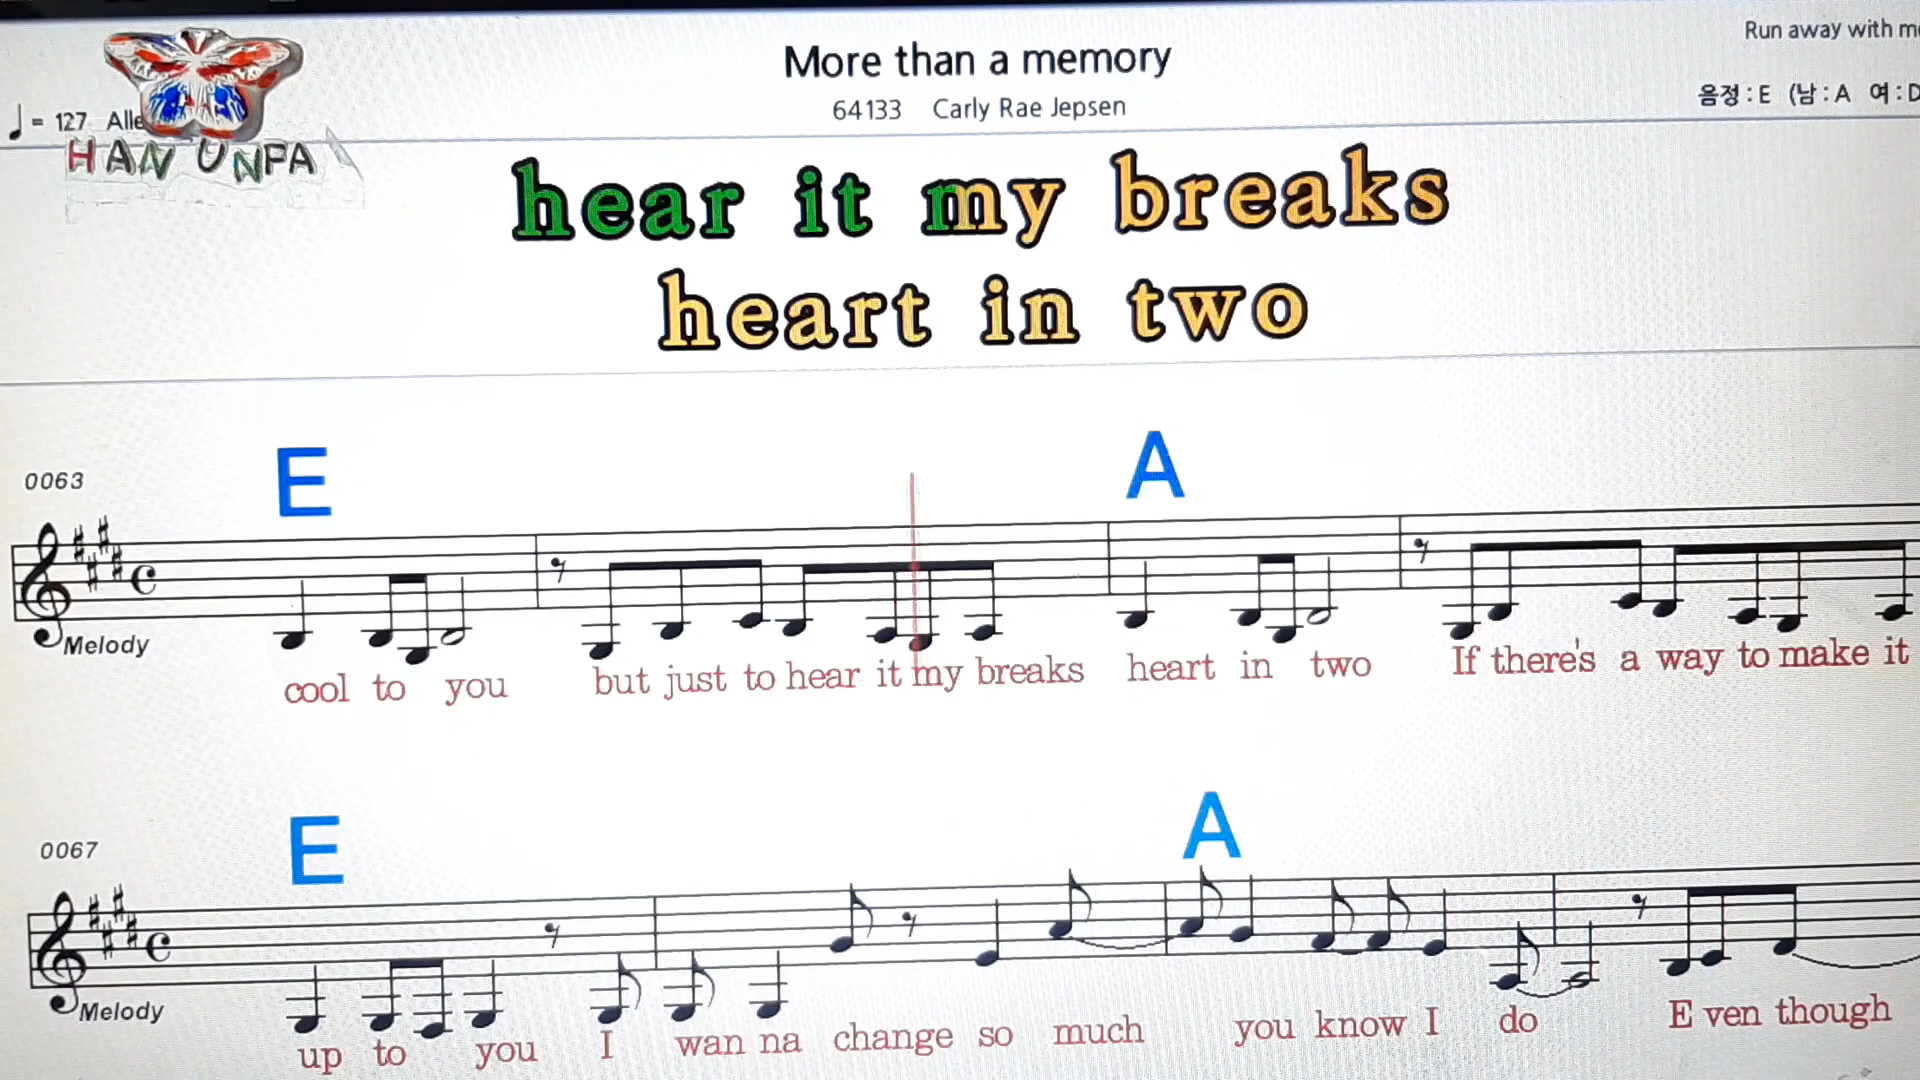 Run away with m
More than a memory
음정 : E (남 : A 여 : D
64133 Carly Rae Jepsen
= 127 Alle
HAN UNFA
hear it my breaks
heart in two
E A
0063
Melody
cool to you but just to hear it my breaks heart in two If there's a way to make it
E A
0067
Melody
up to you I wan na change so much you know I do E ven though